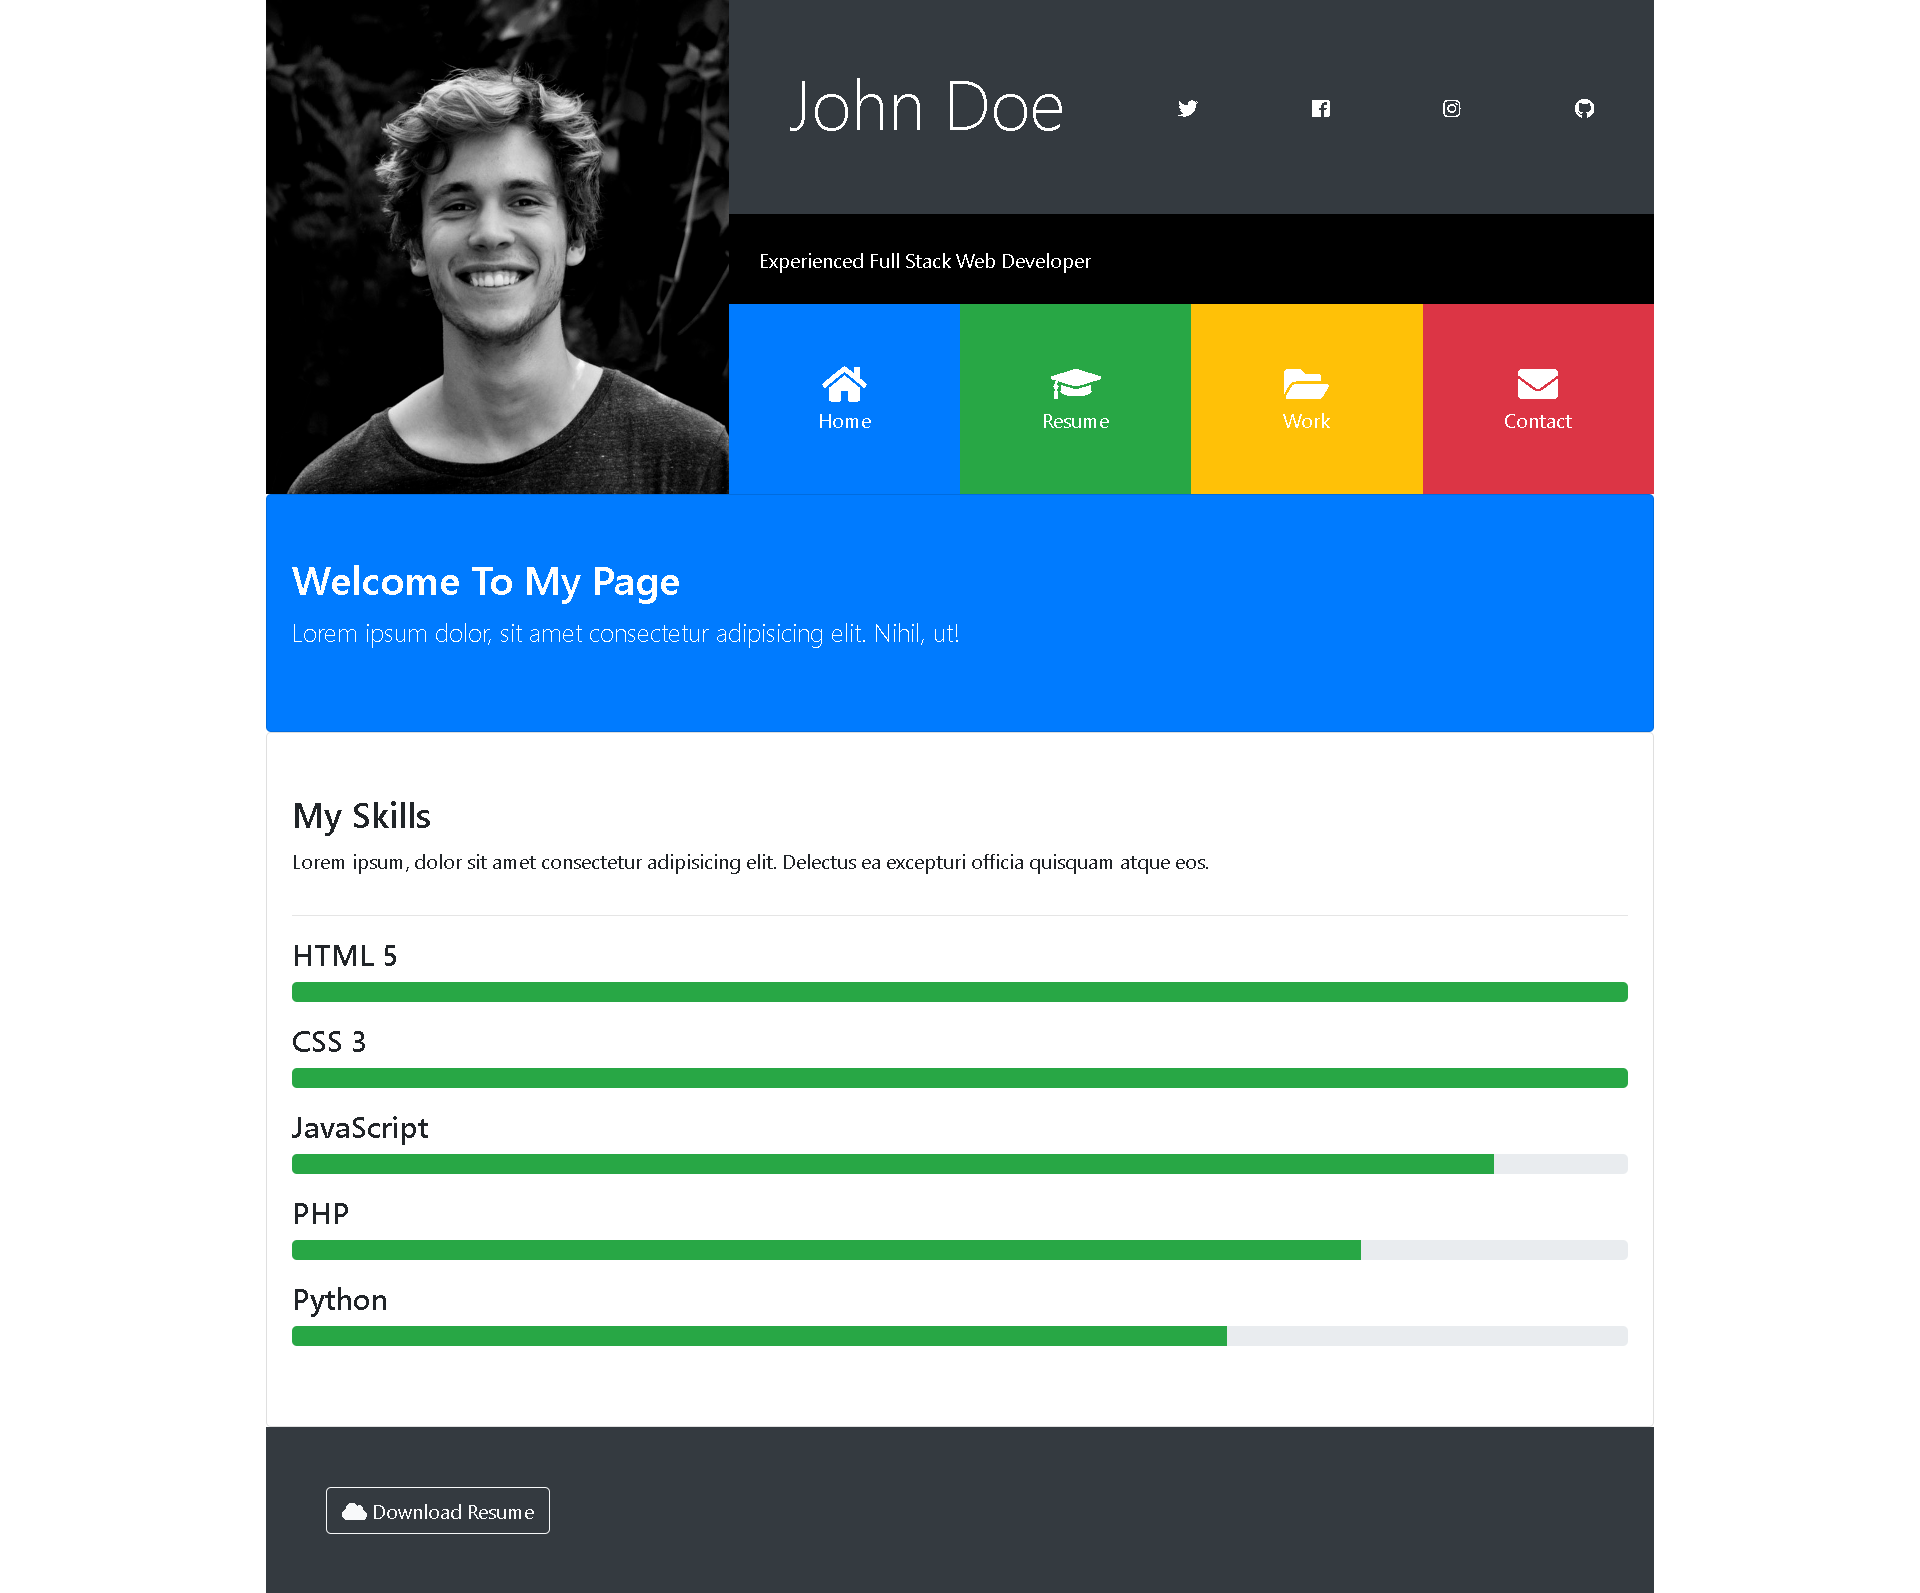 John Doe
Experienced Full Stack Web Developer
Home
Resume
Work
Contact
Welcome To My Page
Lorem ipsum dolor, sit amet consectetur adipisicing elit. Nihil, ut!
My Skills
Lorem ipsum, dolor sit amet consectetur adipisicing elit. Delectus ea excepturi officia quisquam atque eos.
HTML 5
CSS 3
JavaScript
PHP
Python
Download Resume